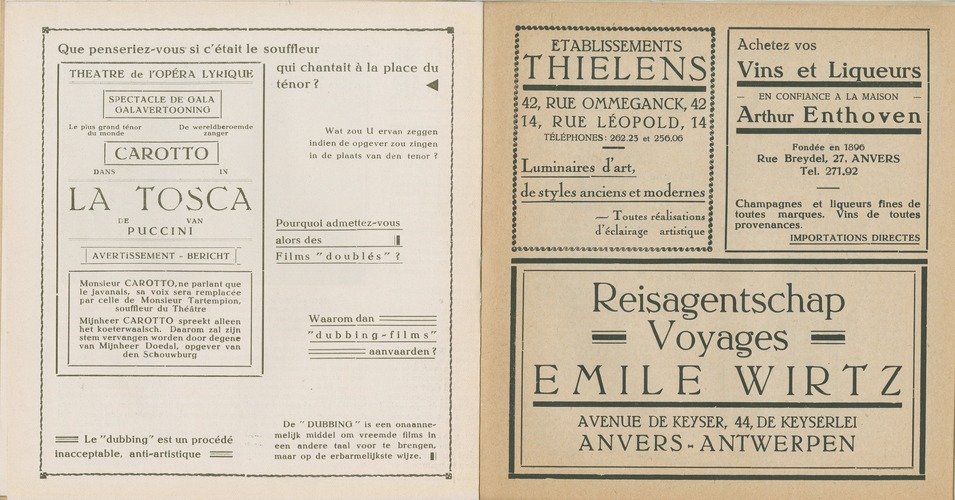 Que penseriez-vous si c'était le souffleur
qui chantait à la place du
ténor ?
THEATRE de l'OPÉRA LYRIQUE
SPECTACLE DE GALA
GALAVERTOONING
Le plus grand ténor
du monde
De wereldberoemde
zanger
CAROTTO
DANS IN
LA TOSCA
DE VAN
PUCCINI
AVERTISSEMENT - BERICHT
Monsieur CAROTTO, ne parlant que
le javanais, sa voix sera remplacée
par celle de Monsieur Tartempion,
souffleur du Théâtre
Mijnheer CAROTTO spreekt alleen
het koeterwaalsch. Daarom zal zijn
stem vervangen worden door degene
van Mijnheer Doedal, opgever van
den Schouwburg
Wat zou U ervan zeggen
indien de opgever zou zingen
in de plaats van den tenor ?
Pourquoi admettez-vous
alors des
Films "doublés" ?
Waarom dan
"dubbing-films"
aanvaarden ?
Le "dubbing" est un procédé
inacceptable, anti-artistique
De "DUBBING" is een onaanne-
melijk middel om vreemde films in
een andere taal voor te brengen,
maar op de erbarmelijkste wijze.
ETABLISSEMENTS
THIELENS
42, RUE OMMEGANCK, 42
14, RUE LÉOPOLD, 14
TÉLÉPHONES: 262.23 et 256.06
Luminaires d'art,
de styles anciens et modernes
— Toutes réalisations
d'éclairage artistique
Achetez vos
Vins et Liqueurs
— EN CONFIANCE A LA MAISON —
Arthur Enthoven
Fondée en 1896
Rue Breydel, 27, ANVERS
Tel. 271.92
Champagnes et liqueurs fines de
toutes marques. Vins de toutes
provenances.
IMPORTATIONS DIRECTES
Reisagentschap
Voyages
EMILE WIRTZ
AVENUE DE KEYSER, 44, DE KEYSERLEI
ANVERS - ANTWERPEN